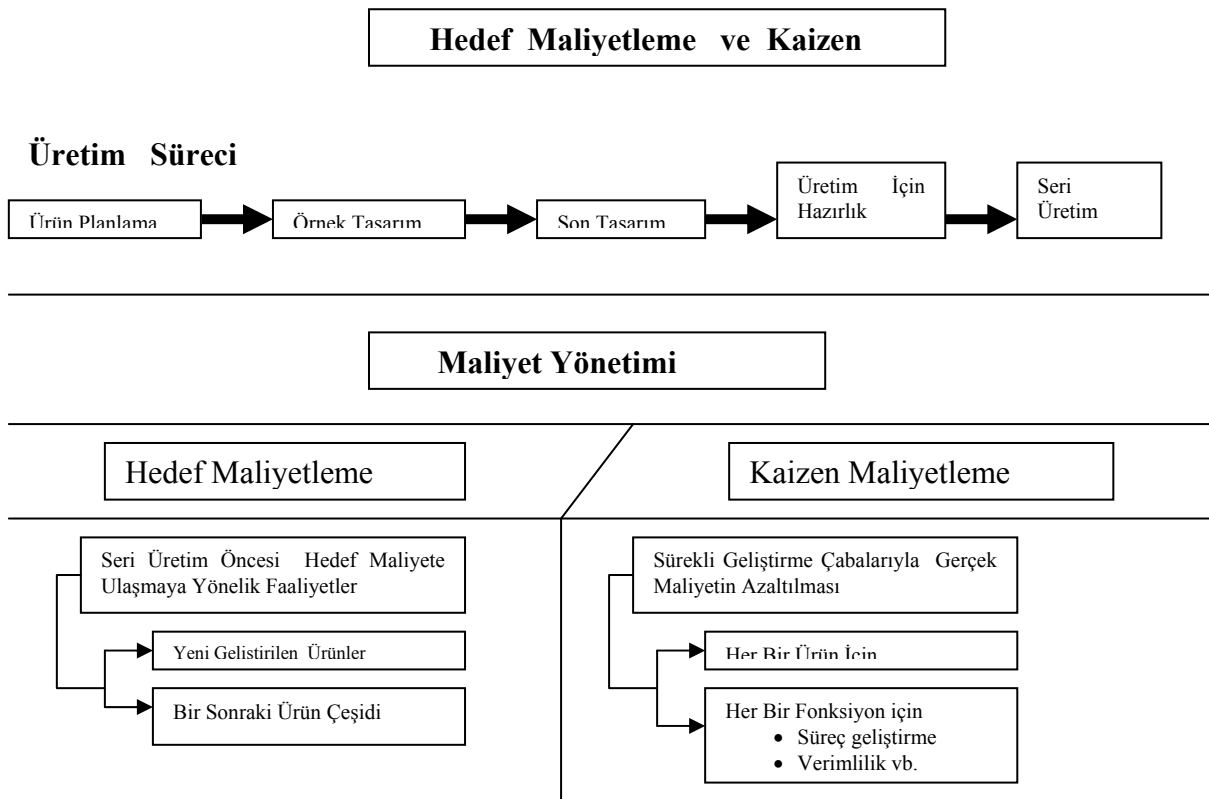 Hedef Maliyetleme ve Kaizen
Üretim Süreci
Ürün Planlama
Örnek Tasarım
Son Tasarım
Üretim İçin
Hazırlık
Seri
Üretim
Maliyet Yönetimi
Hedef Maliyetleme
Kaizen Maliyetleme
Seri Üretim Öncesi Hedef Maliyete
Ulaşmaya Yönelik Faaliyetler
Yeni Geliştirilen Ürünler
Bir Sonraki Ürün Çeşidi
Sürekli Geliştirme Çabalarıyla Gerçek
Maliyetin Azaltılması
Her Bir Ürün İçin
Her Bir Fonksiyon için
• Süreç geliştirme
• Verimlilik vb.